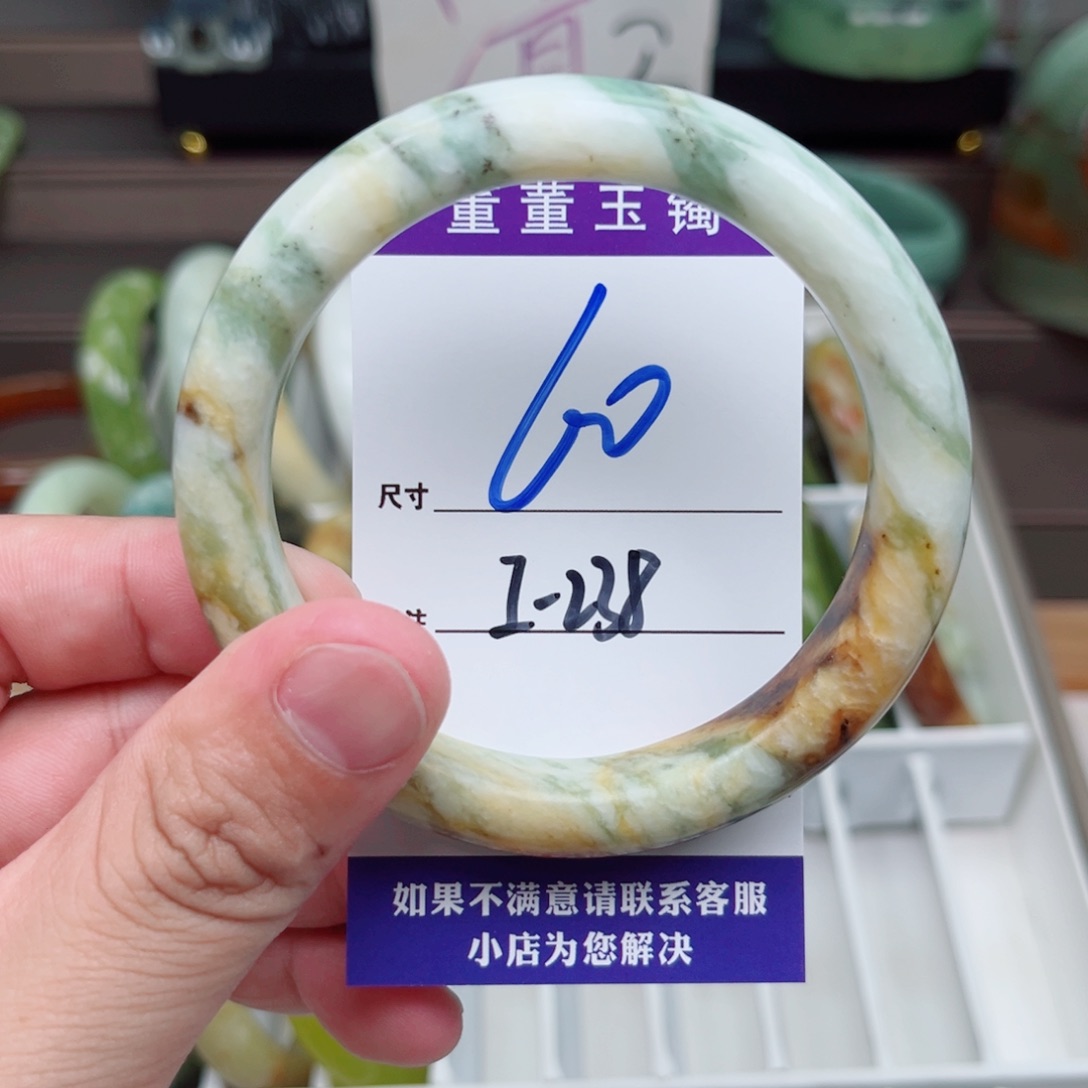 董董玉镯
60
尺寸
I-238
注
如果不满意请联系客服
小店为您解决